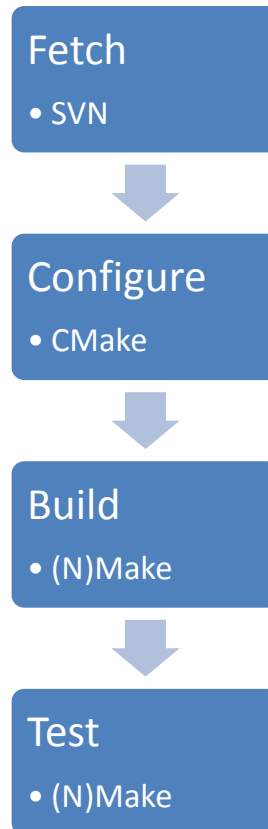 Fetch
• SVN
Configure
• CMake
Build
• (N)Make
Test
• (N)Make